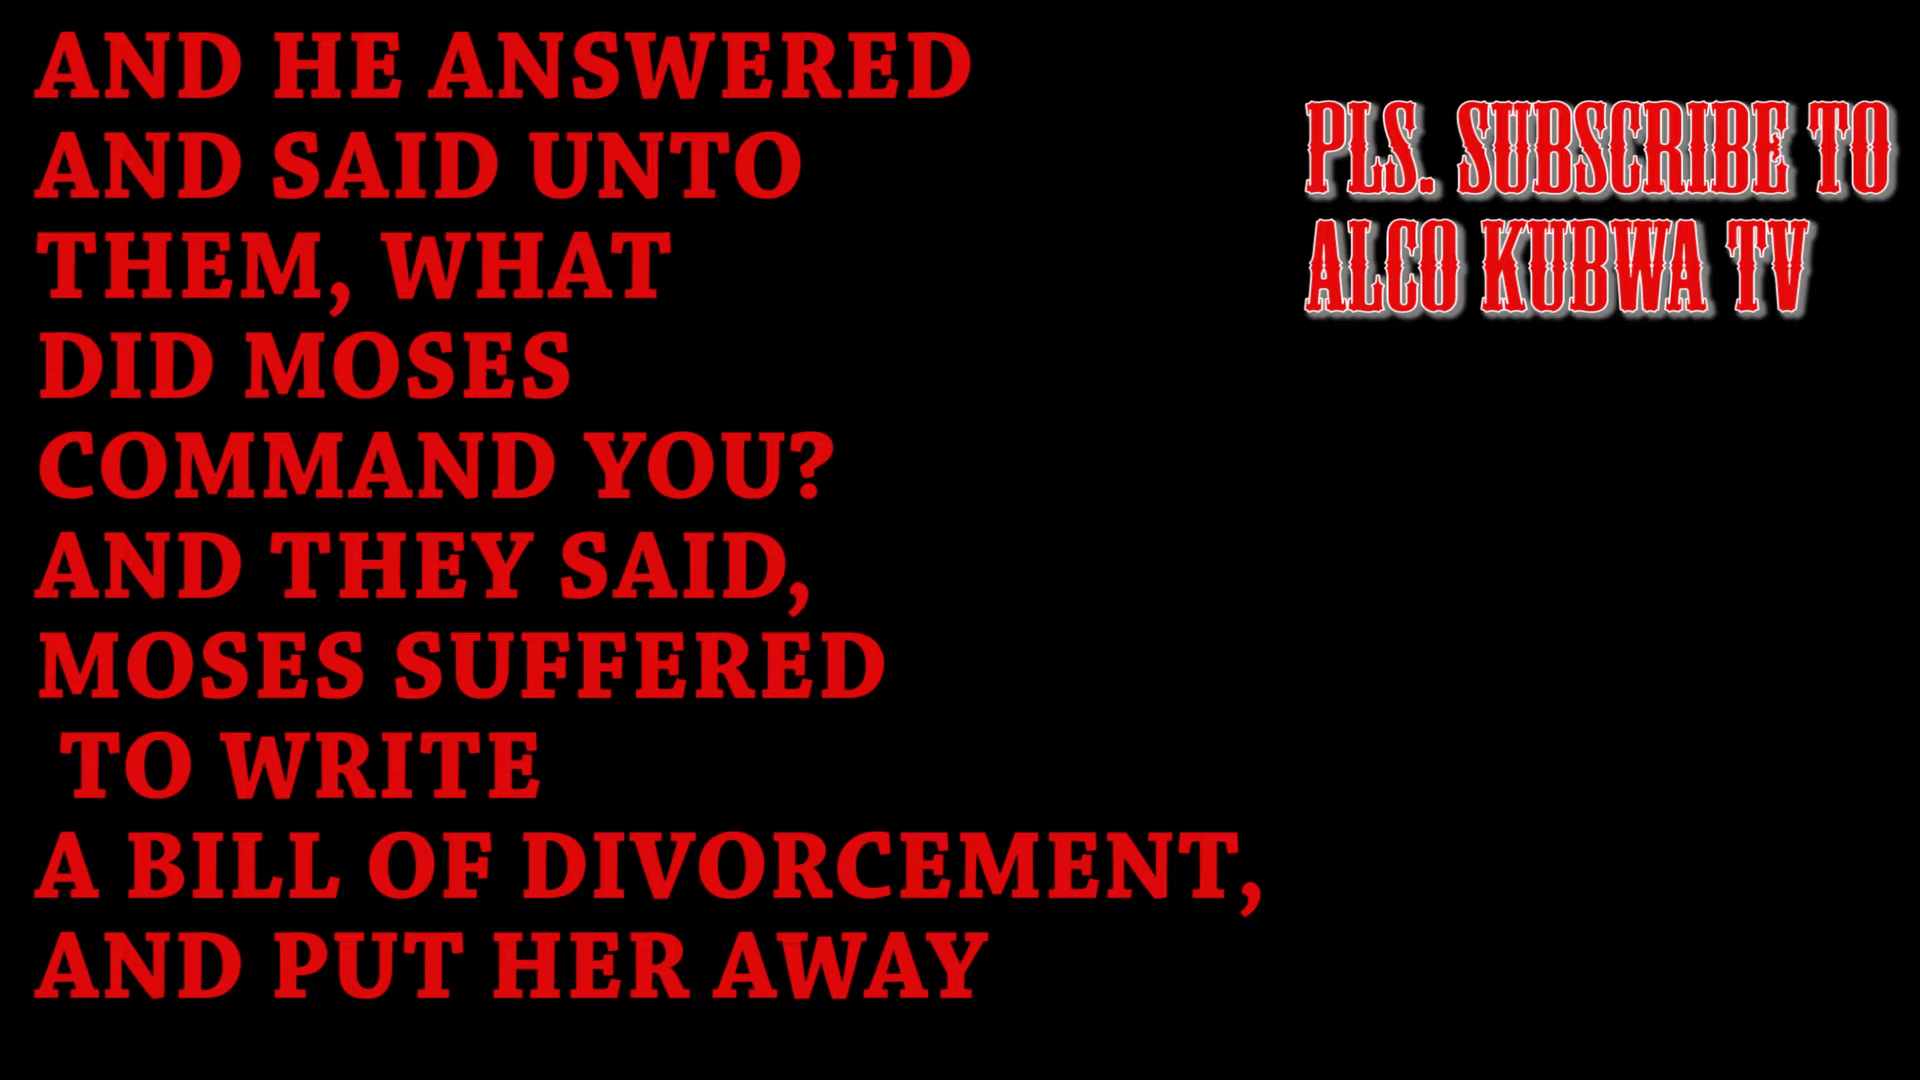 AND HE ANSWERED
AND SAID UNTO
THEM, WHAT
DID MOSES
COMMAND YOU?
AND THEY SAID,
MOSES SUFFERED
TO WRITE
A BILL OF DIVORCEMENT,
AND PUT HER AWAY
PLS. SUBSCRIBE TO
ALCO KUBWA TV